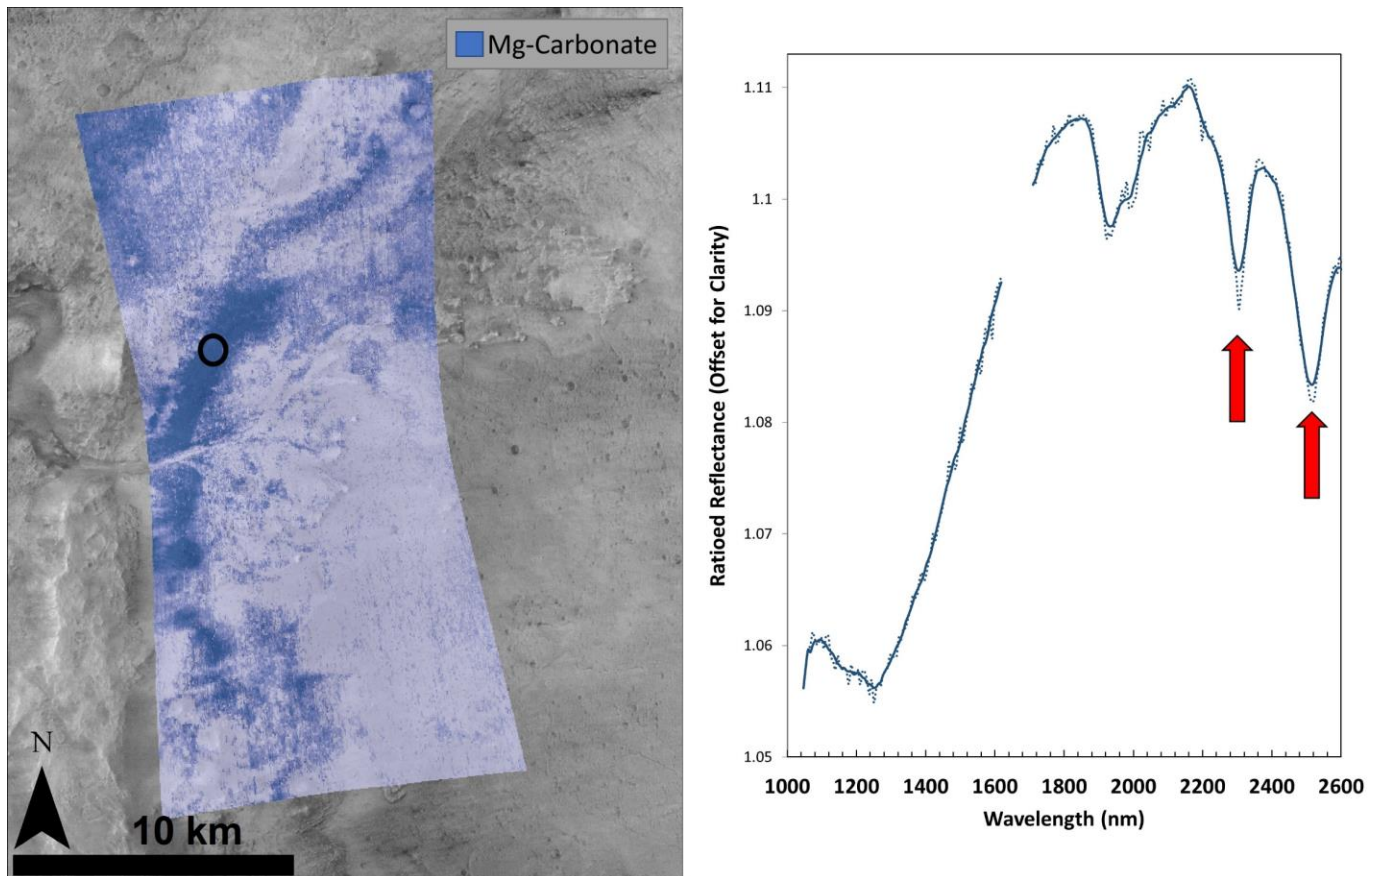 Mg-Carbonate
N
10 km
Ratioed Reflectance (Offset for Clarity)
1.11
1.1
1.09
1.08
1.07
1.06
1.05
1000 1200 1400 1600 1800 2000 2200 2400 2600
Wavelength (nm)